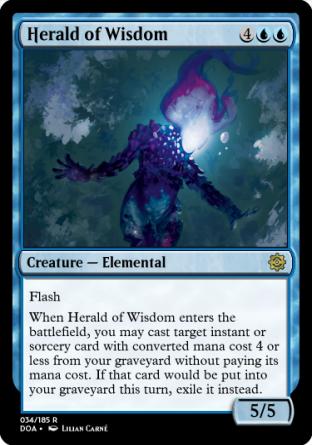 Herald of Wisdom 4
Creature — Elemental
Flash
When Herald of Wisdom enters the
battlefield, you may cast target instant or
sorcery card with converted mana cost 4 or
less from your graveyard without paying its
mana cost. If that card would be put into
your graveyard this turn, exile it instead.
5/5
034/185 R
DOA • Lilian Carné